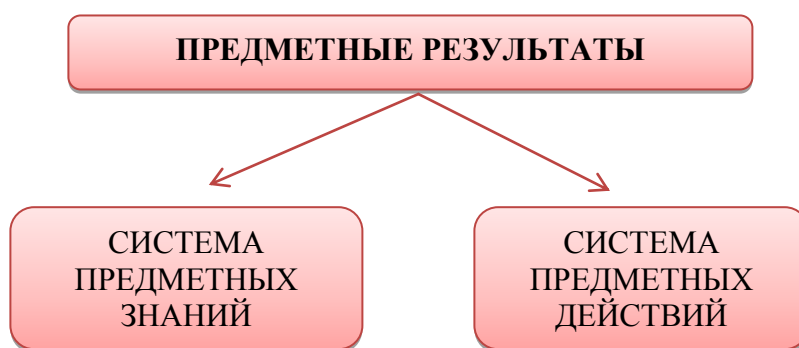 ПРЕДМЕТНЫЕ РЕЗУЛЬТАТЫ
СИСТЕМА
ПРЕДМЕТНЫХ
ЗНАНИЙ
СИСТЕМА
ПРЕДМЕТНЫХ
ДЕЙСТВИЙ